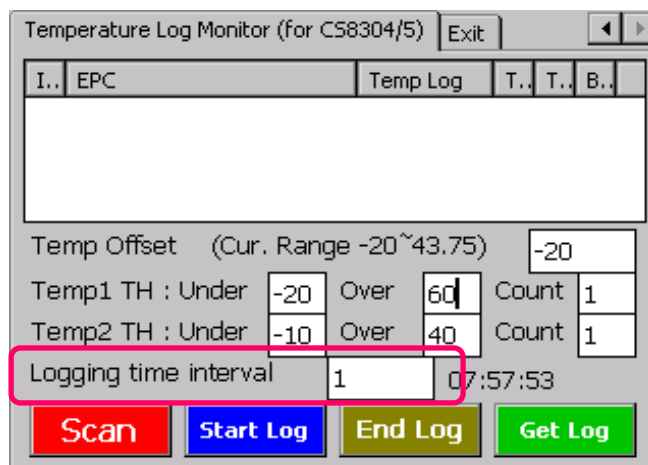 Temperature Log Monitor (for CS8304/5) Exit
I.. EPC Temp Log T.. T.. B..
Temp Offset (Cur. Range -20~43.75) -20
Temp1 TH : Under -20 Over 60 Count 1
Temp2 TH : Under -10 Over 40 Count 1
Logging time interval 1 07:57:53
Scan Start Log End Log Get Log